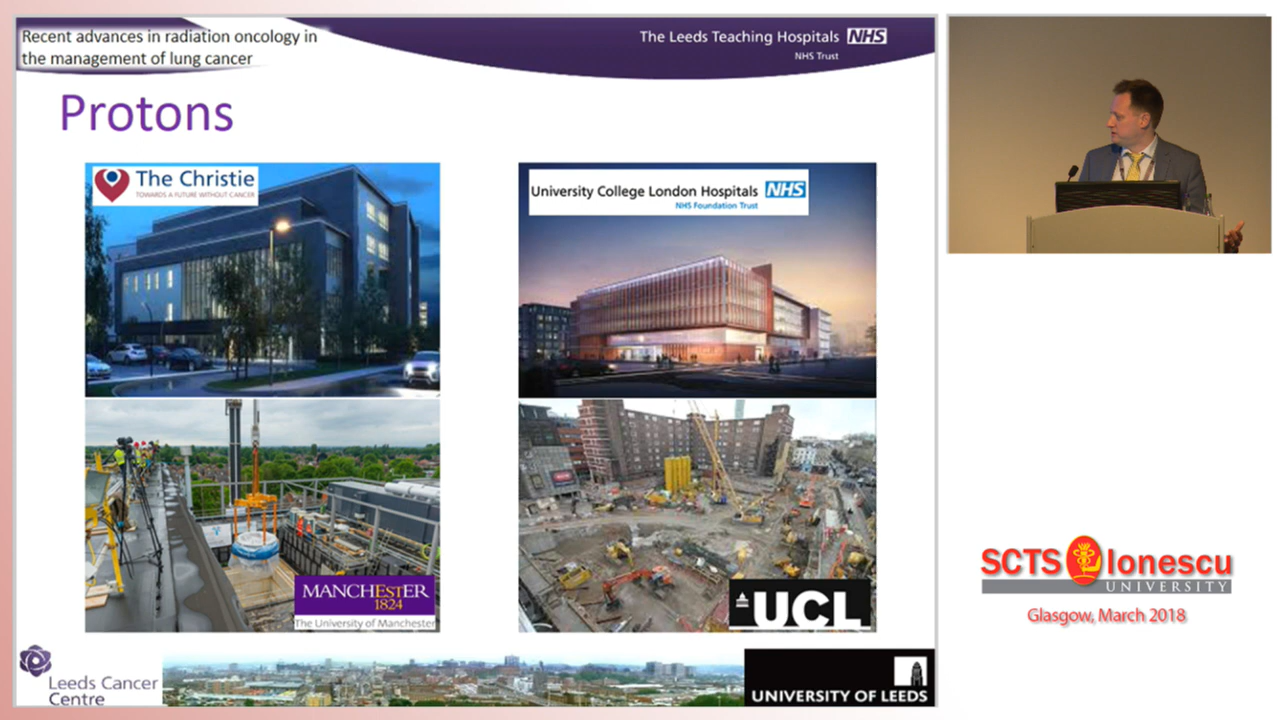 Recent advances in radiation oncology in
the management of lung cancer
The Leeds Teaching Hospitals NHS
NHS Trust
Protons
The Christie
TOWARDS A FUTURE WITHOUT CANCER
University College London Hospitals NHS
NHS Foundation Trust
MANCHESTER
1824
The University of Manchester
UCL
Leeds Cancer
Centre
UNIVERSITY OF LEEDS
SCTS Ionescu
UNIVERSITY
Glasgow, March 2018